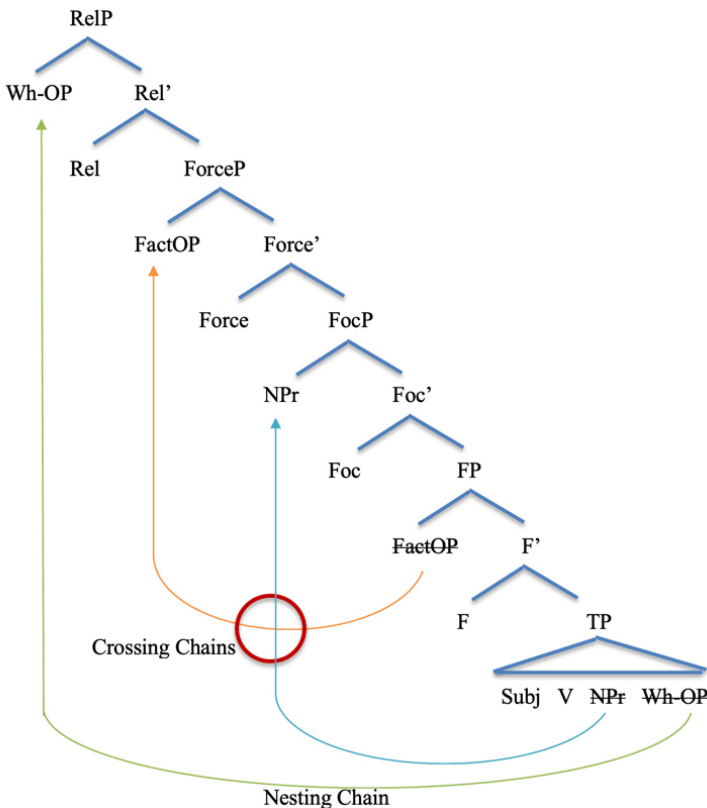 RelP
Wh-OP Rel’
Rel ForceP
FactOP Force’
Force FocP
NPr Foc’
Foc FP
FactOP F’
F TP
Crossing Chains
Subj V NPr Wh-OP
Nesting Chain